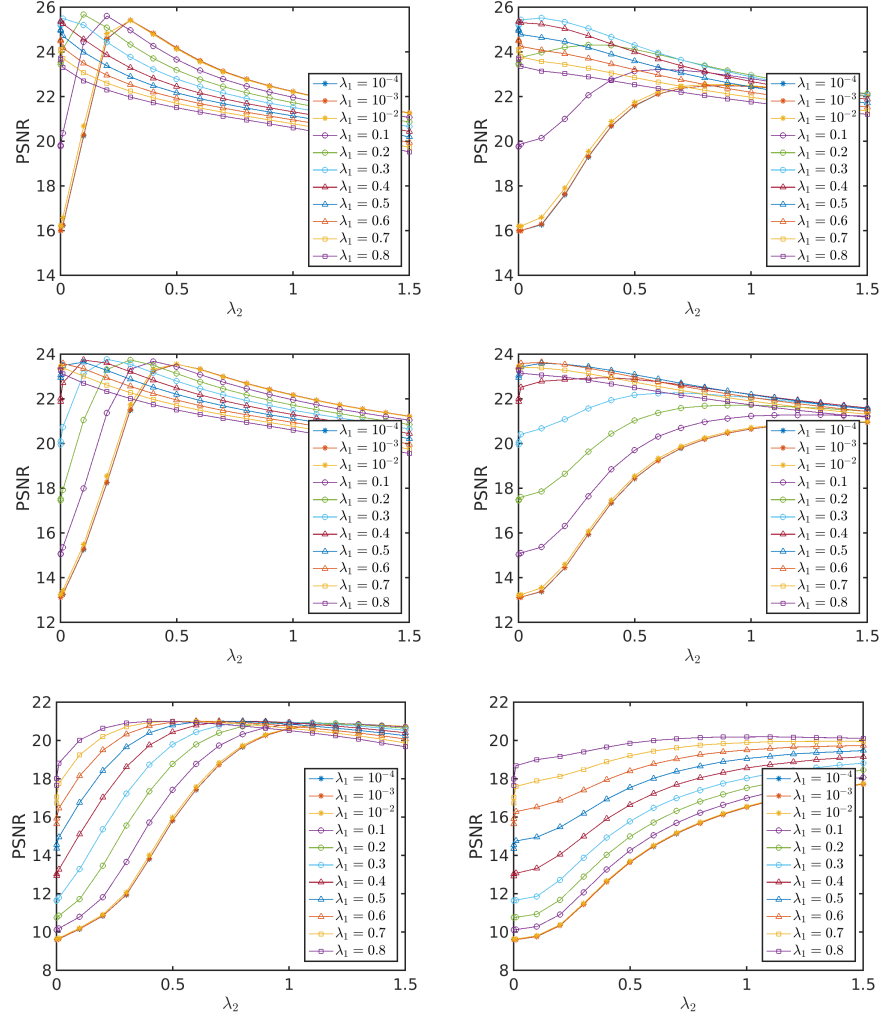 26
24
22
20
18
16
14
PSNR
0
0.5
1
1.5
λ₂
λ₁ = 10⁻⁴
λ₁ = 10⁻³
λ₁ = 10⁻²
λ₁ = 0.1
λ₁ = 0.2
λ₁ = 0.3
λ₁ = 0.4
λ₁ = 0.5
λ₁ = 0.6
λ₁ = 0.7
λ₁ = 0.8
26
24
22
20
18
16
14
PSNR
0
0.5
1
1.5
λ₂
λ₁ = 10⁻⁴
λ₁ = 10⁻³
λ₁ = 10⁻²
λ₁ = 0.1
λ₁ = 0.2
λ₁ = 0.3
λ₁ = 0.4
λ₁ = 0.5
λ₁ = 0.6
λ₁ = 0.7
λ₁ = 0.8
24
22
20
18
16
14
12
PSNR
0
0.5
1
1.5
λ₂
λ₁ = 10⁻⁴
λ₁ = 10⁻³
λ₁ = 10⁻²
λ₁ = 0.1
λ₁ = 0.2
λ₁ = 0.3
λ₁ = 0.4
λ₁ = 0.5
λ₁ = 0.6
λ₁ = 0.7
λ₁ = 0.8
24
22
20
18
16
14
12
PSNR
0
0.5
1
1.5
λ₂
λ₁ = 10⁻⁴
λ₁ = 10⁻³
λ₁ = 10⁻²
λ₁ = 0.1
λ₁ = 0.2
λ₁ = 0.3
λ₁ = 0.4
λ₁ = 0.5
λ₁ = 0.6
λ₁ = 0.7
λ₁ = 0.8
22
20
18
16
14
12
10
8
PSNR
0
0.5
1
1.5
λ₂
λ₁ = 10⁻⁴
λ₁ = 10⁻³
λ₁ = 10⁻²
λ₁ = 0.1
λ₁ = 0.2
λ₁ = 0.3
λ₁ = 0.4
λ₁ = 0.5
λ₁ = 0.6
λ₁ = 0.7
λ₁ = 0.8
22
20
18
16
14
12
10
8
PSNR
0
0.5
1
1.5
λ₂
λ₁ = 10⁻⁴
λ₁ = 10⁻³
λ₁ = 10⁻²
λ₁ = 0.1
λ₁ = 0.2
λ₁ = 0.3
λ₁ = 0.4
λ₁ = 0.5
λ₁ = 0.6
λ₁ = 0.7
λ₁ = 0.8